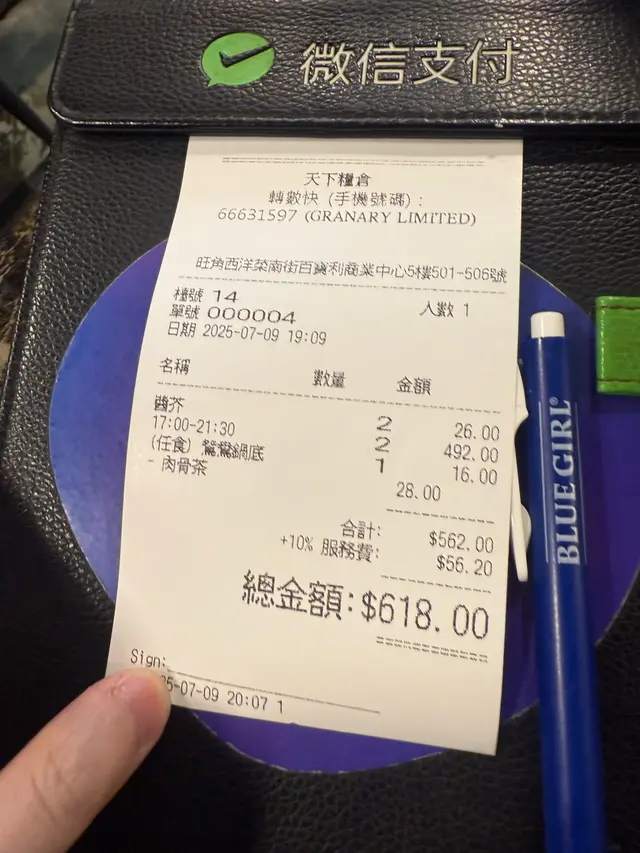 微信支付
天下糧倉
轉數快 (手機號碼) :
66631597 (GRANARY LIMITED)
旺角西洋菜南街百寶利商業中心5樓501-506號
檯號 14 人數 1
單號 000004
日期 2025-07-09 19:09
名稱 數量 金額
醬芥 2 26.00
17:00-21:30 2 492.00
(任食) 鴛鴦鍋底 1 16.00
- 肉骨茶 28.00
合計: $562.00
+10% 服務費: $56.20
總金額:$618.00
Sign:
5-07-09 20:07 1
BLUE GIRL®